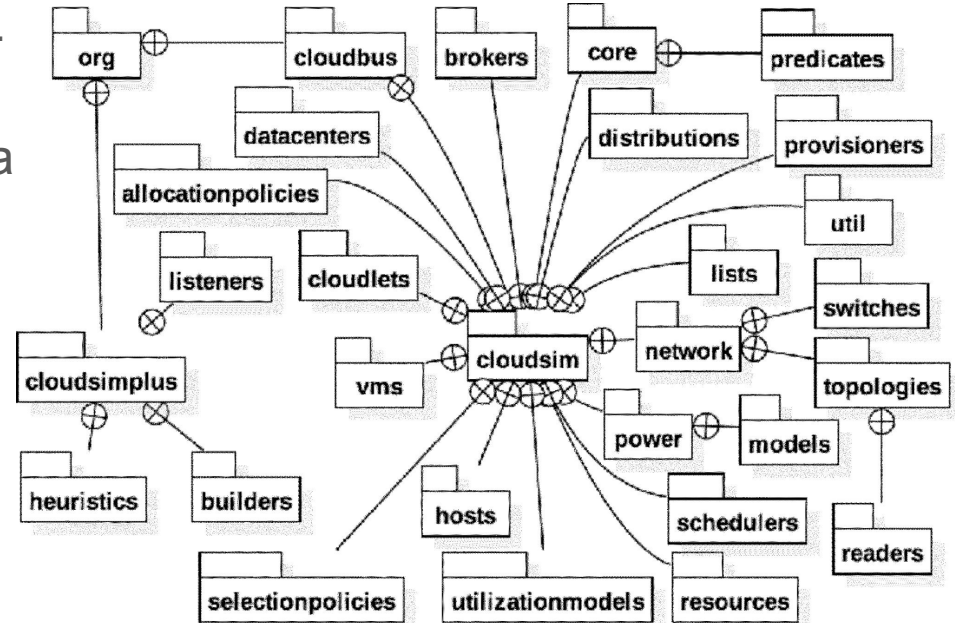 org
cloudbus
brokers
core
predicates
datacenters
distributions
provisioners
a
allocationpolicies
util
listeners
cloudlets
lists
switches
cloudsimplus
vms
cloudsim
network
topologies
power
models
heuristics
builders
hosts
schedulers
readers
selectionpolicies
utilizationmodels
resources